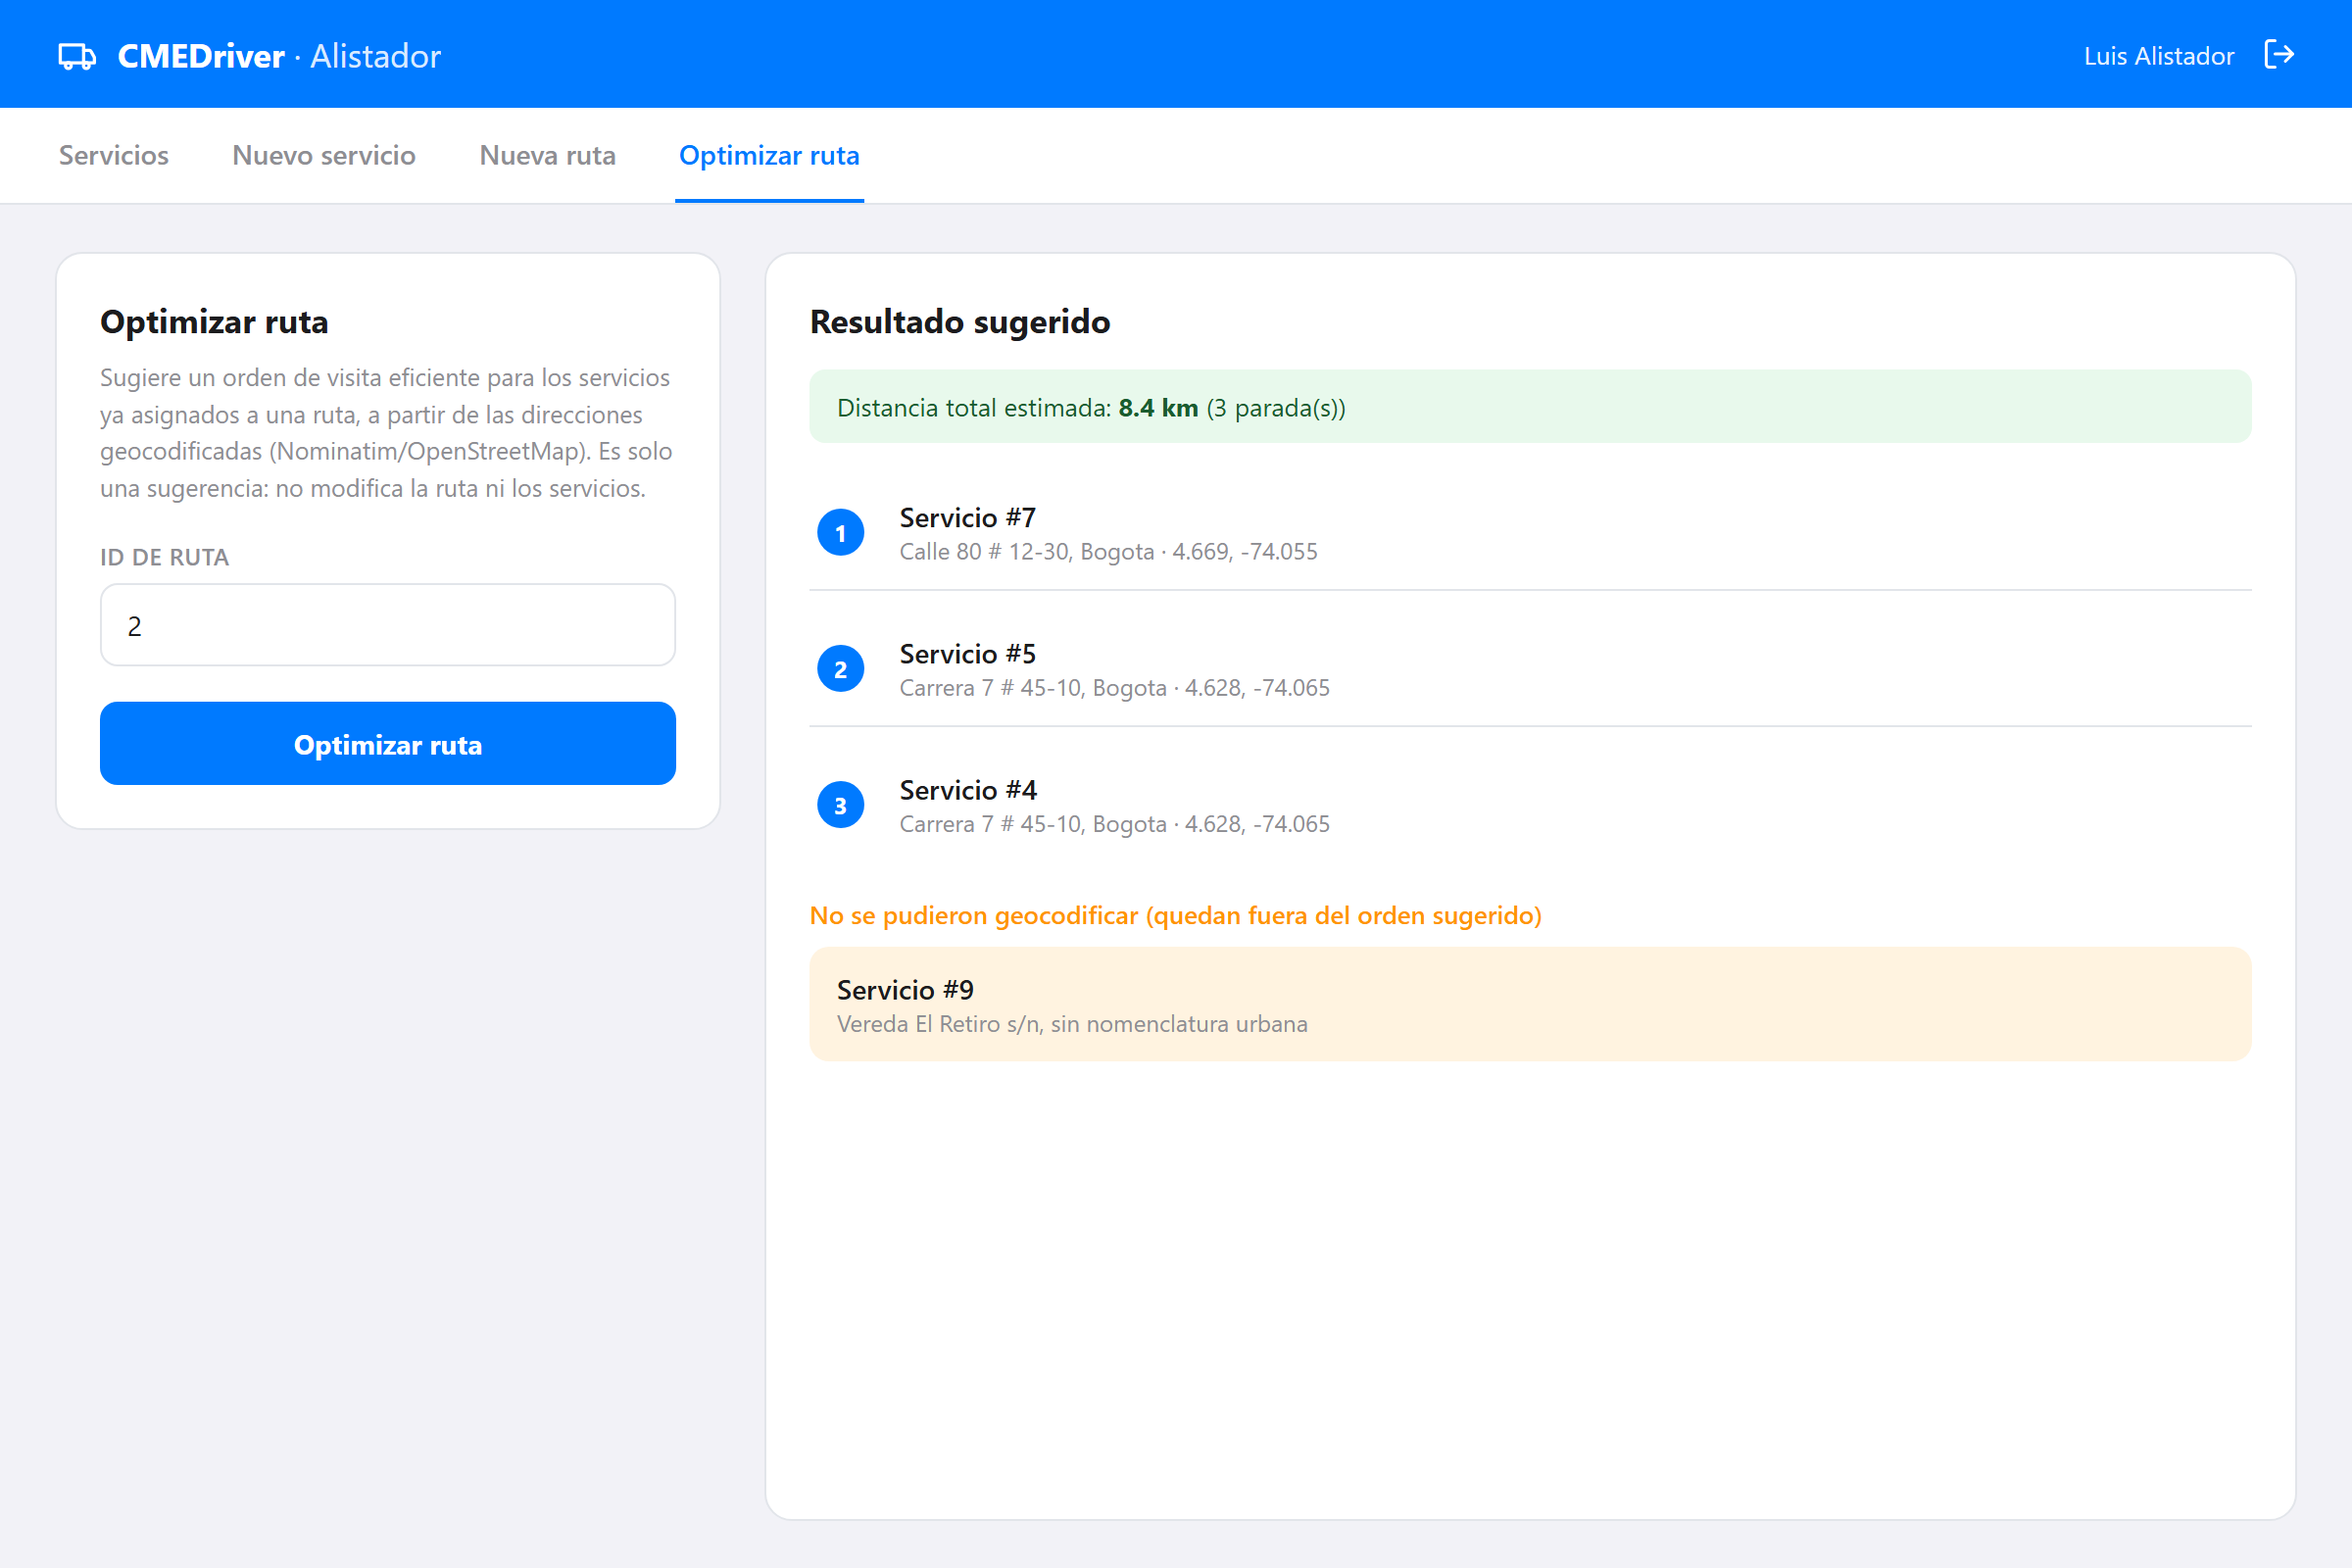 CMEDriver · Alistador
Luis Alistador
Servicios
Nuevo servicio
Nueva ruta
Optimizar ruta
Optimizar ruta
Sugiere un orden de visita eficiente para los servicios
ya asignados a una ruta, a partir de las direcciones
geocodificadas (Nominatim/OpenStreetMap). Es solo
una sugerencia: no modifica la ruta ni los servicios.
ID DE RUTA
2
Optimizar ruta
Resultado sugerido
Distancia total estimada: 8.4 km (3 parada(s))
1
Servicio #7
Calle 80 # 12-30, Bogota · 4.669, -74.055
2
Servicio #5
Carrera 7 # 45-10, Bogota · 4.628, -74.065
3
Servicio #4
Carrera 7 # 45-10, Bogota · 4.628, -74.065
No se pudieron geocodificar (quedan fuera del orden sugerido)
Servicio #9
Vereda El Retiro s/n, sin nomenclatura urbana